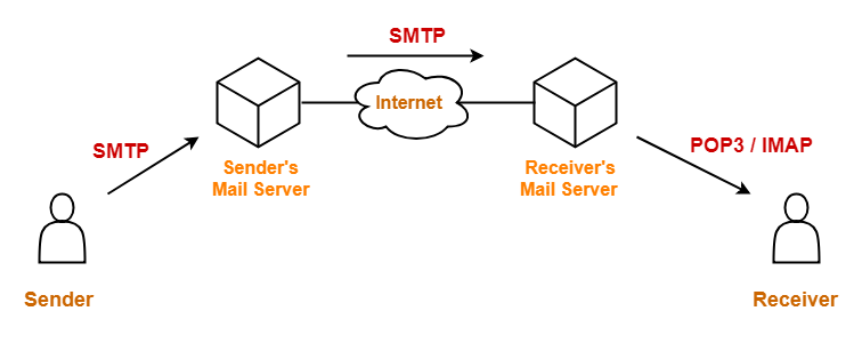 SMTP
Internet
SMTP
POP3 / IMAP
Sender's
Mail Server
Receiver's
Mail Server
Sender
Receiver